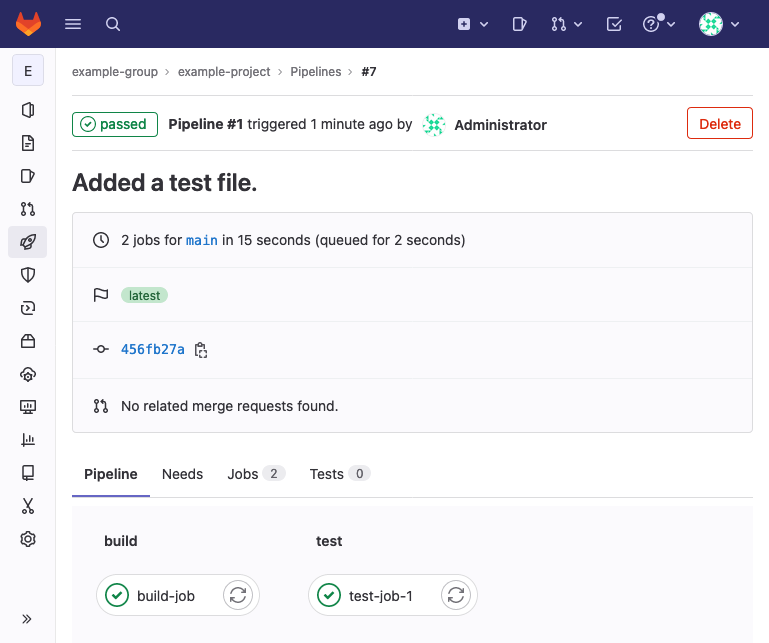 E
example-group › example-project › Pipelines › #7
passed Pipeline #1 triggered 1 minute ago by Administrator Delete
Added a test file.
2 jobs for main in 15 seconds (queued for 2 seconds)
latest
456fb27a
No related merge requests found.
Pipeline Needs Jobs 2 Tests 0
build test
build-job test-job-1